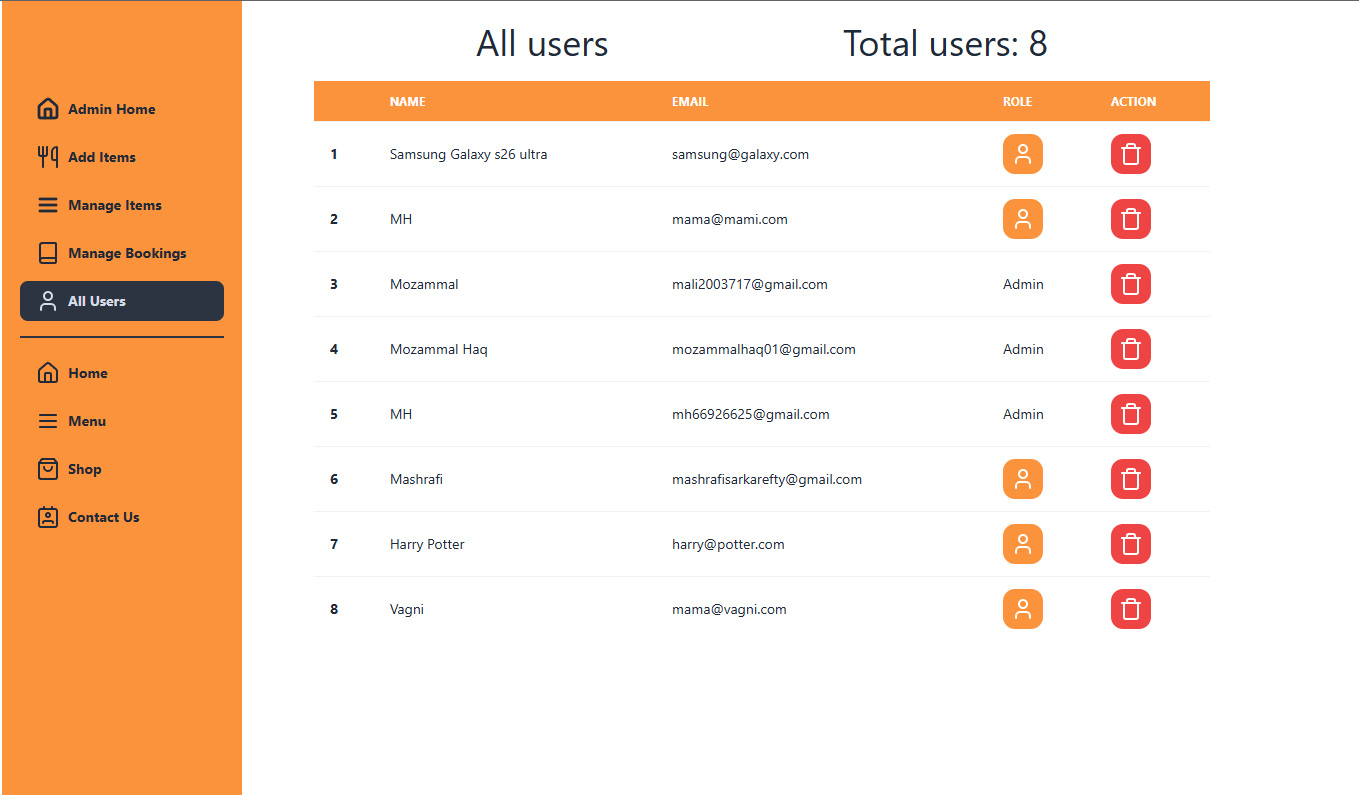 Admin Home
Add Items
Manage Items
Manage Bookings
All Users
Home
Menu
Shop
Contact Us
All users Total users: 8
NAME EMAIL ROLE ACTION
1 Samsung Galaxy s26 ultra samsung@galaxy.com
2 MH mama@mami.com
3 Mozammal mali2003717@gmail.com Admin
4 Mozammal Haq mozammalhaq01@gmail.com Admin
5 MH mh66926625@gmail.com Admin
6 Mashrafi mashrafisarkarefty@gmail.com
7 Harry Potter harry@potter.com
8 Vagni mama@vagni.com